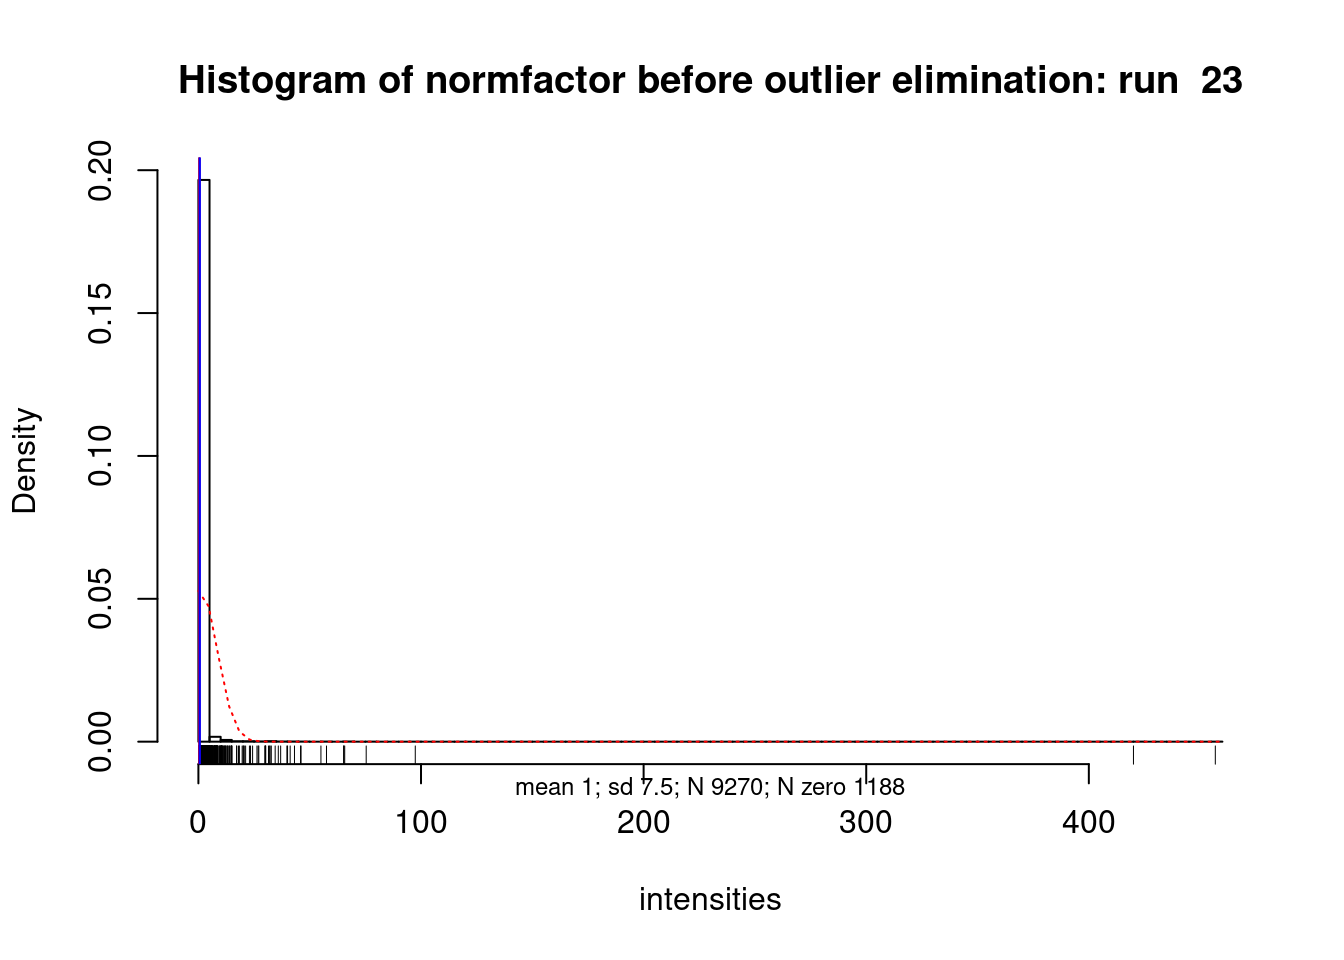 Histogram of normfactor before outlier elimination: run  23
Density
0.20
0.15
0.10
0.05
0.00
mean 1; sd 7.5; N 9270; N zero 1188
0 100 200 300 400
intensities